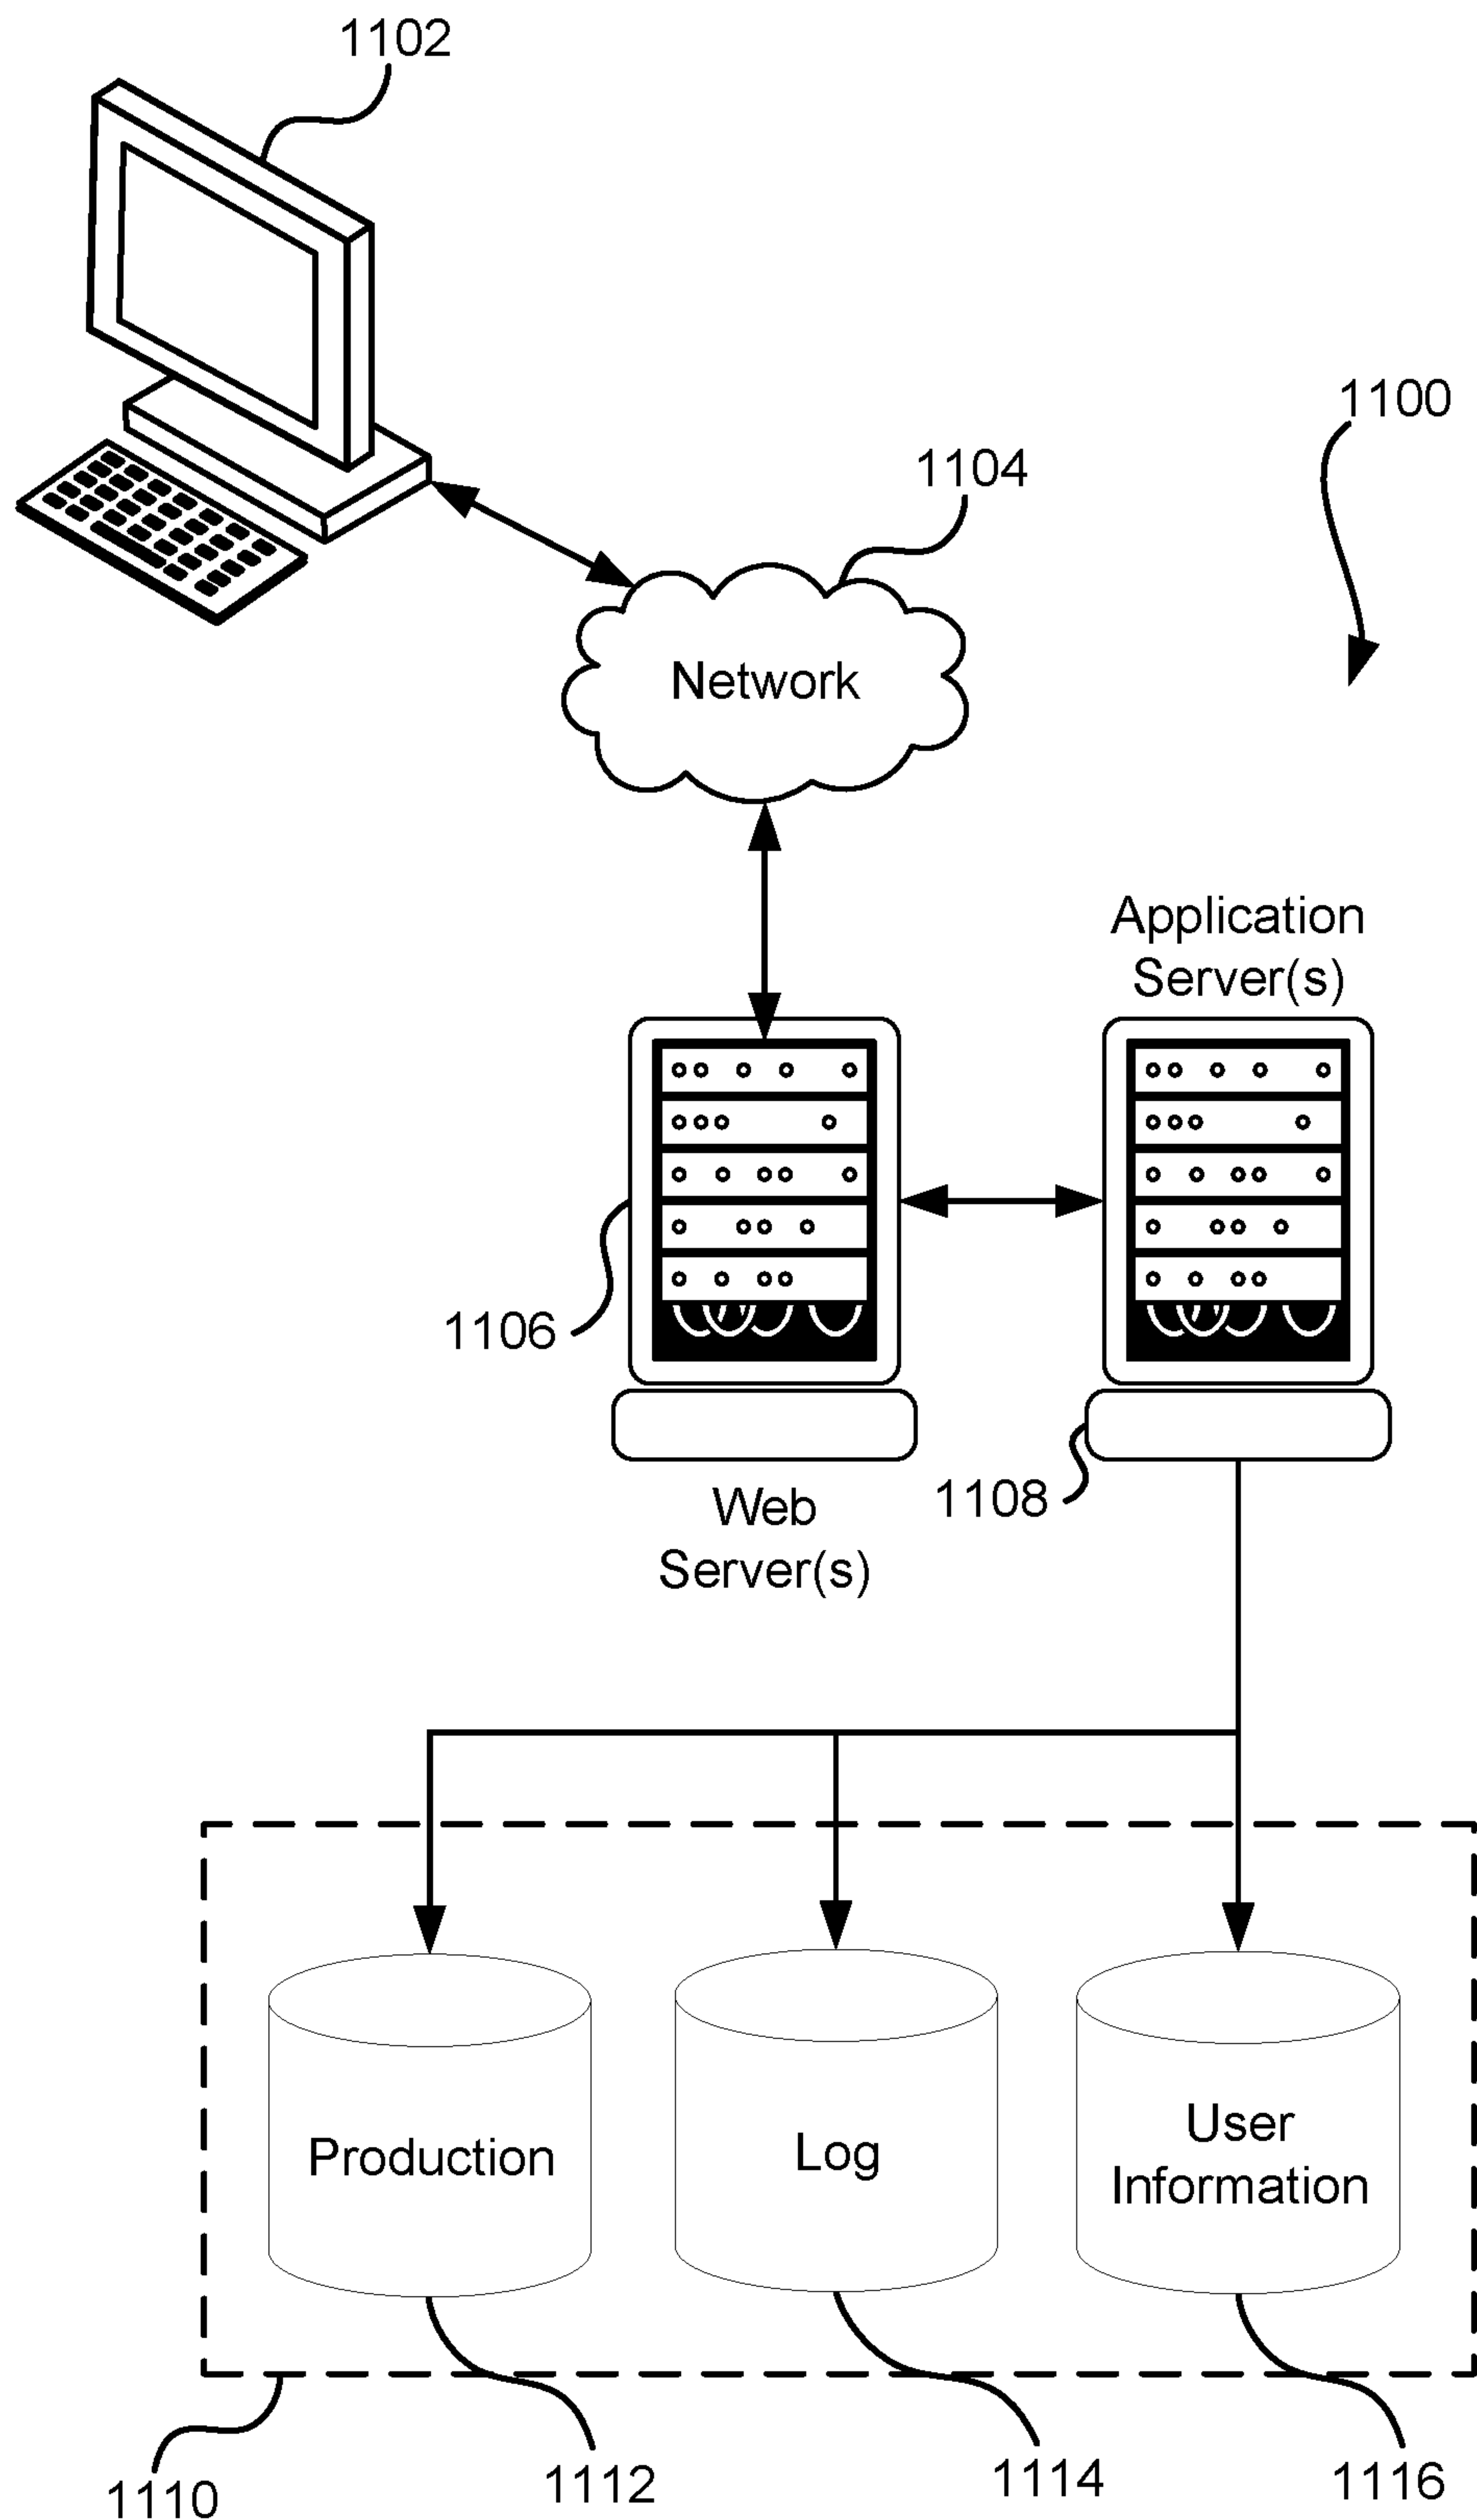 1102
1100
1104
Network
Application
Server(s)
1106
1108
Web
Server(s)
Production
Log
User
Information
1110
1112
1114
1116